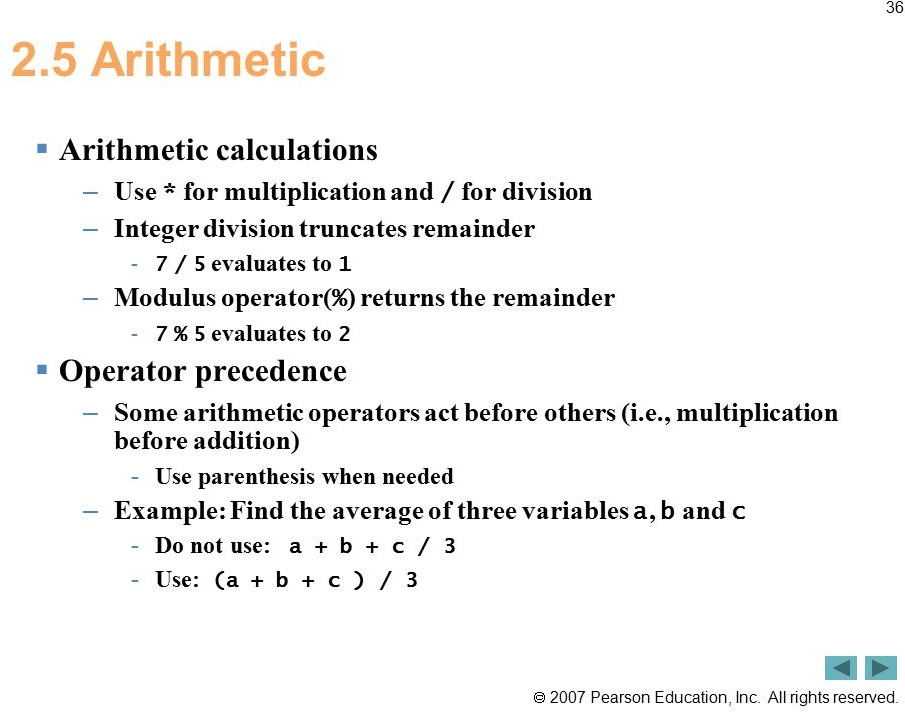 36
2.5 Arithmetic
▪ Arithmetic calculations
– Use * for multiplication and / for division
– Integer division truncates remainder
- 7 / 5 evaluates to 1
– Modulus operator(%) returns the remainder
- 7 % 5 evaluates to 2
▪ Operator precedence
– Some arithmetic operators act before others (i.e., multiplication
before addition)
- Use parenthesis when needed
– Example: Find the average of three variables a, b and c
- Do not use: a + b + c / 3
- Use: (a + b + c ) / 3
© 2007 Pearson Education, Inc. All rights reserved.